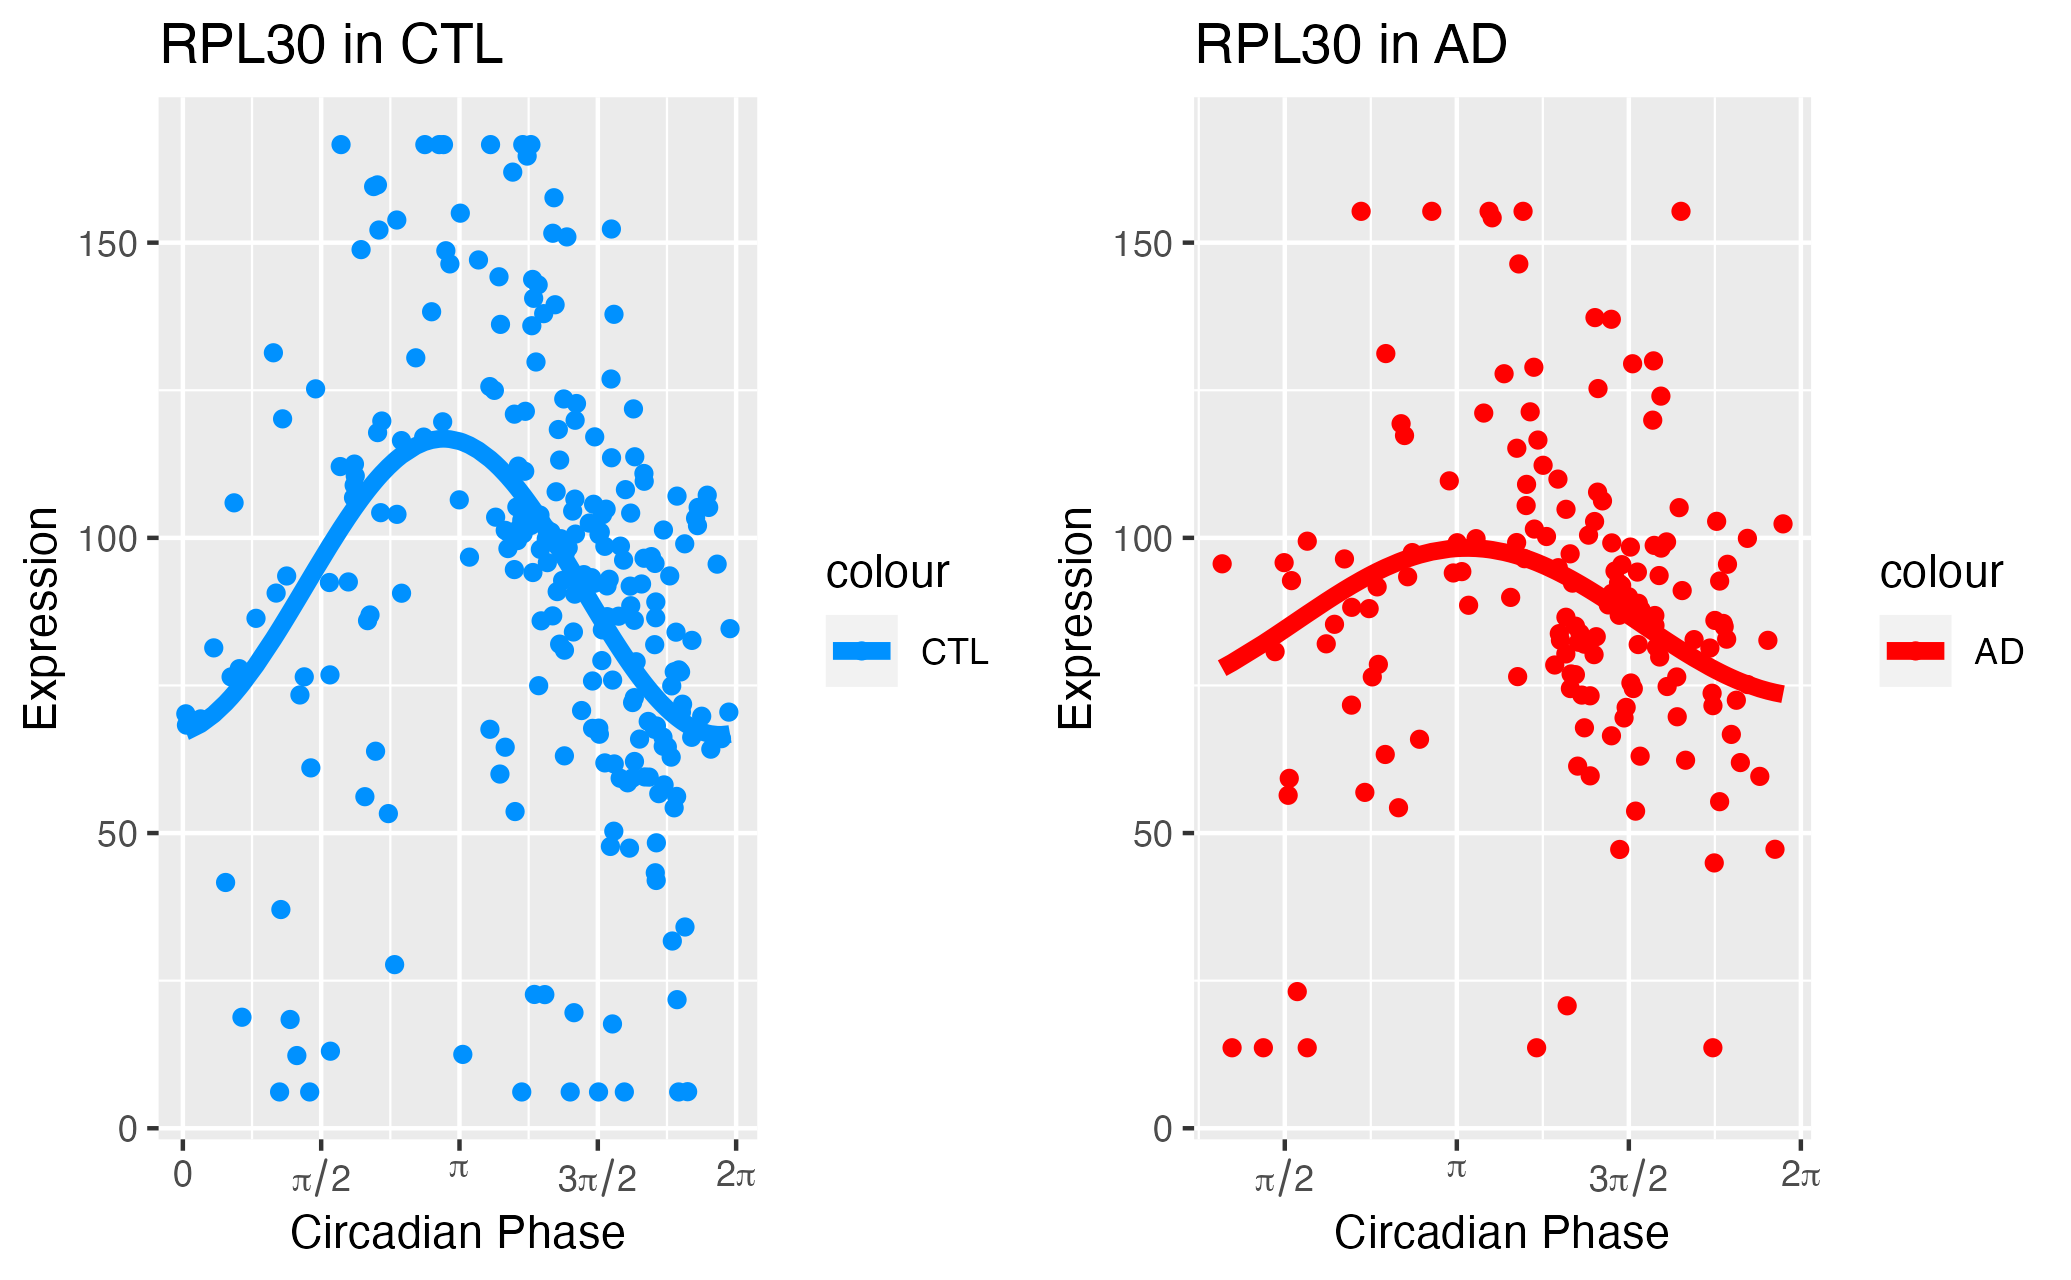 RPL30 in CTL
Expression
150
100
50
0
0 π/2 π 3π/2 2π
Circadian Phase
colour
CTL
RPL30 in AD
Expression
150
100
50
0
π/2 π 3π/2 2π
Circadian Phase
colour
AD